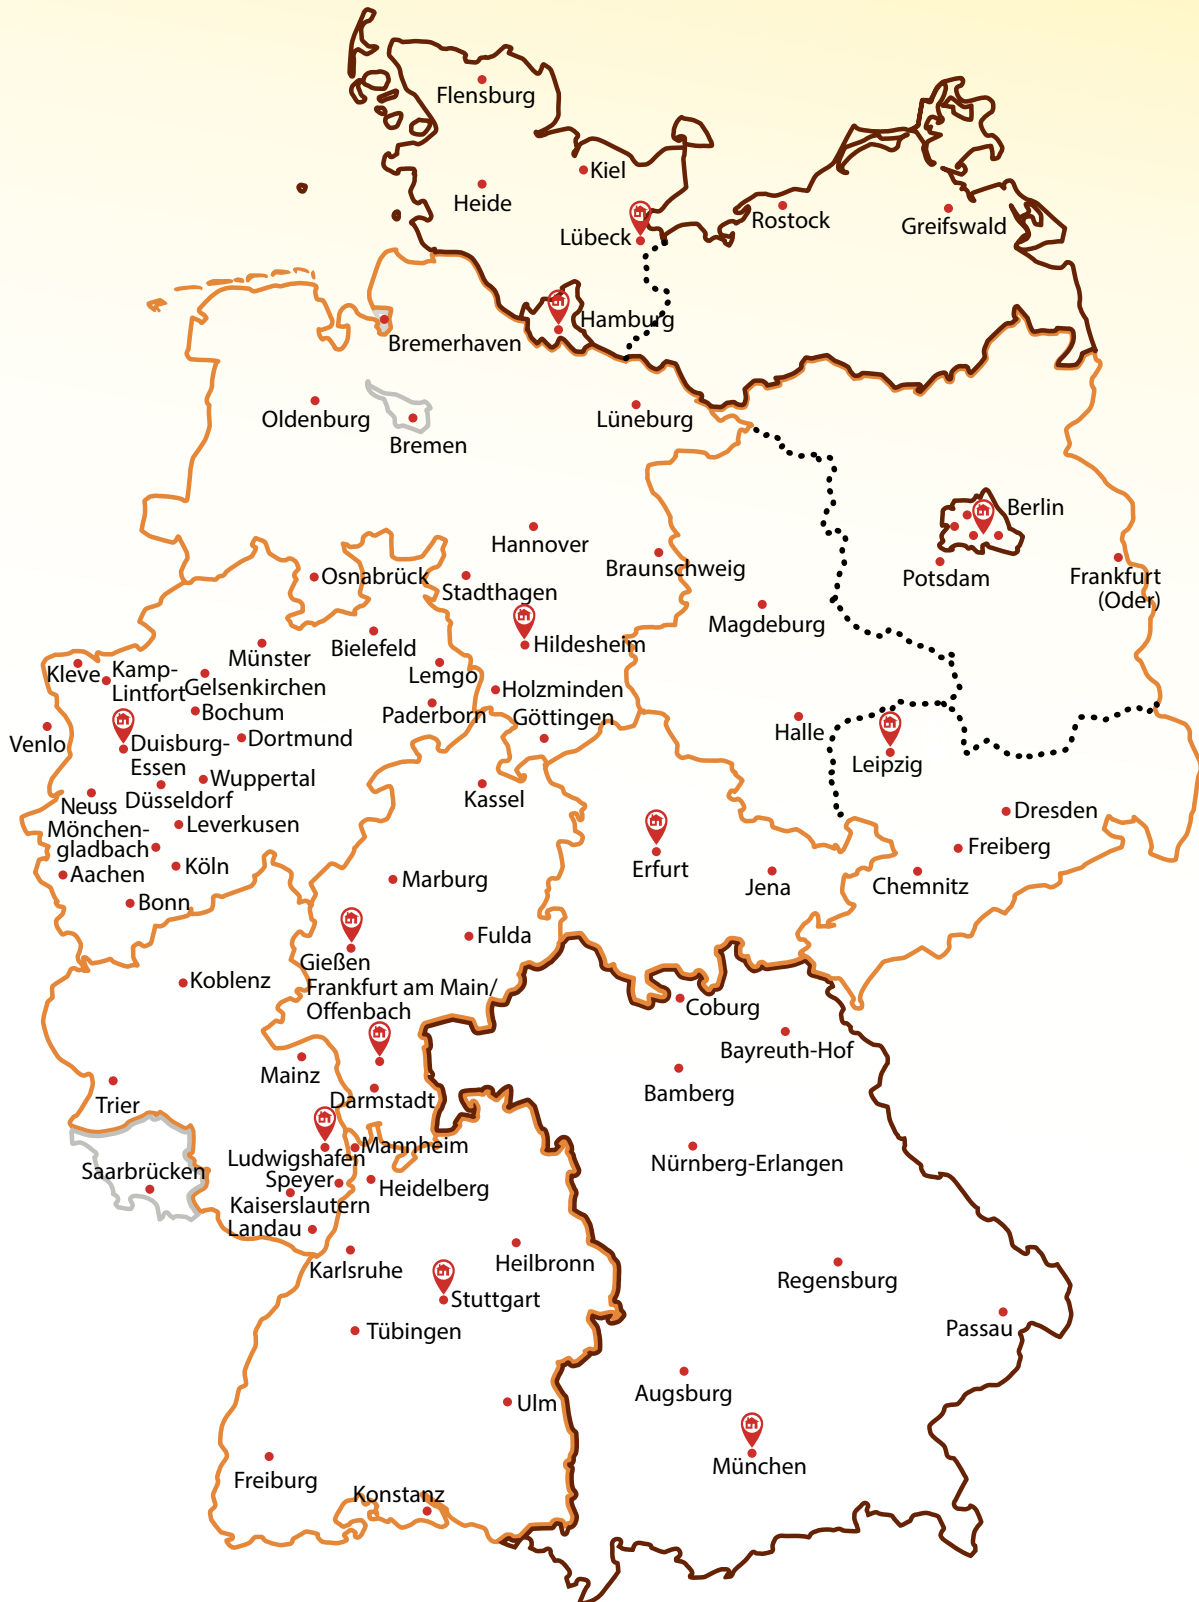 Flensburg
Kiel
Heide
Rostock
Greifswald
Lübeck
Hamburg
Bremerhaven
Oldenburg
Lüneburg
Bremen
Berlin
Hannover
Braunschweig
Potsdam
Frankfurt
(Oder)
Osnabrück
Stadthagen
Magdeburg
Hildesheim
Bielefeld
Münster
Lemgo
Kleve
Kamp-
Lintfort
Gelsenkirchen
Holzminden
Bochum
Paderborn
Göttingen
Halle
Venlo
Duisburg-
Essen
Dortmund
Leipzig
Wuppertal
Kassel
Neuss
Düsseldorf
Dresden
Leverkusen
Mönchen-
gladbach
Freiberg
Köln
Aachen
Marburg
Erfurt
Jena
Chemnitz
Bonn
Fulda
Gießen
Koblenz
Frankfurt am Main/
Offenbach
Coburg
Bayreuth-Hof
Mainz
Bamberg
Trier
Darmstadt
Mannheim
Ludwigshafen
Nürnberg-Erlangen
Saarbrücken
Speyer
Heidelberg
Kaiserslautern
Landau
Karlsruhe
Heilbronn
Regensburg
Stuttgart
Passau
Tübingen
Augsburg
Ulm
München
Freiburg
Konstanz